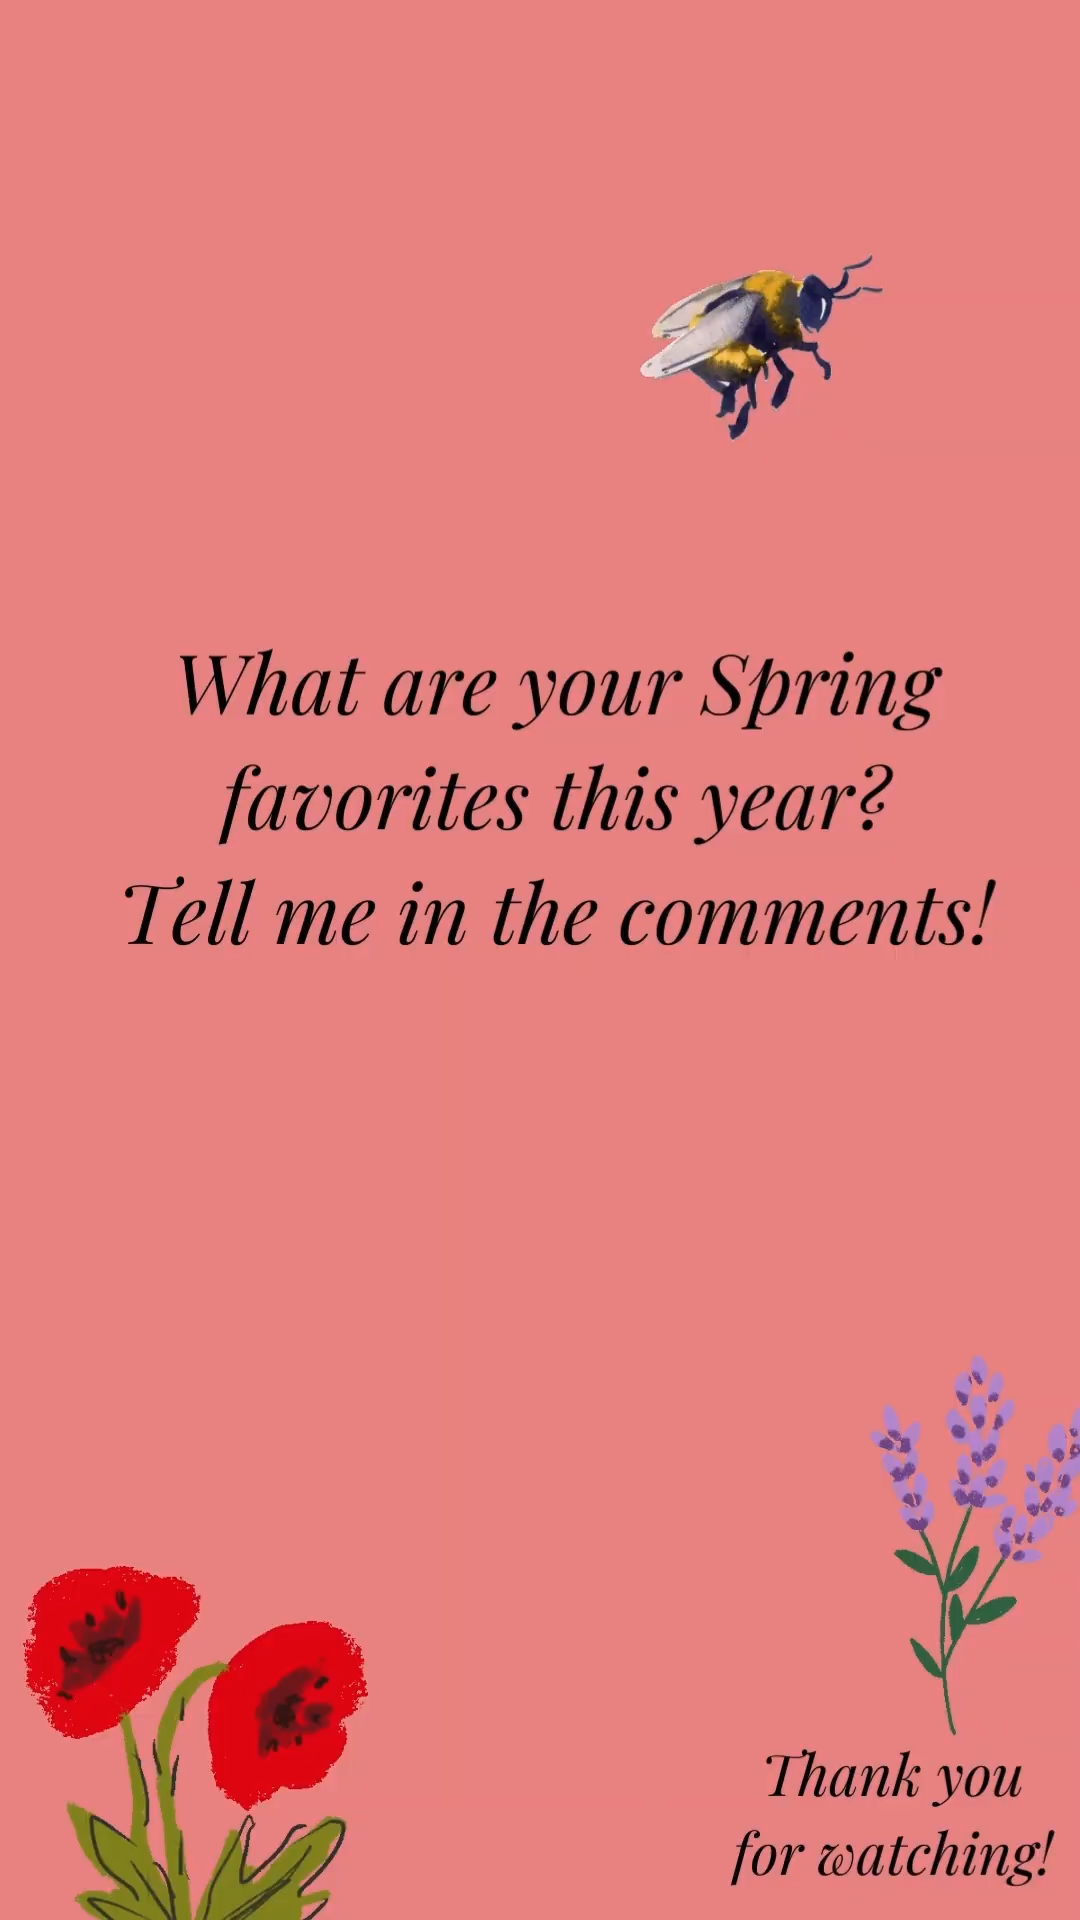 What are your Spring
favorites this year?
Tell me in the comments!
Thank you
for watching!